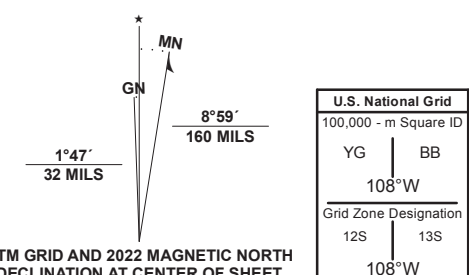 MN
GN
8°59´
160 MILS
1°47´
32 MILS
TM GRID AND 2022 MAGNETIC NORTH
DECLINATION AT CENTER OF SHEET
U.S. National Grid
100,000 - m Square ID
YG BB
108°W
Grid Zone Designation
12S 13S
108°W